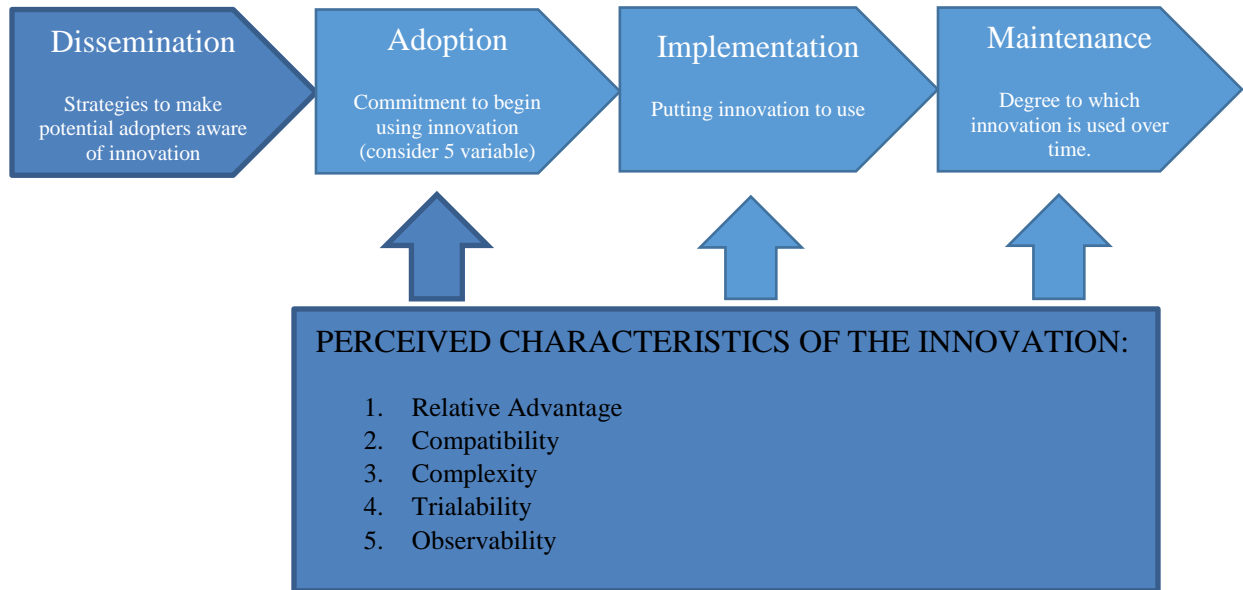 Dissemination
Strategies to make
potential adopters aware
of innovation
Adoption
Commitment to begin
using innovation
(consider 5 variable)
Implementation
Putting innovation to use
Maintenance
Degree to which
innovation is used over
time.
PERCEIVED CHARACTERISTICS OF THE INNOVATION:
1. Relative Advantage
2. Compatibility
3. Complexity
4. Trialability
5. Observability